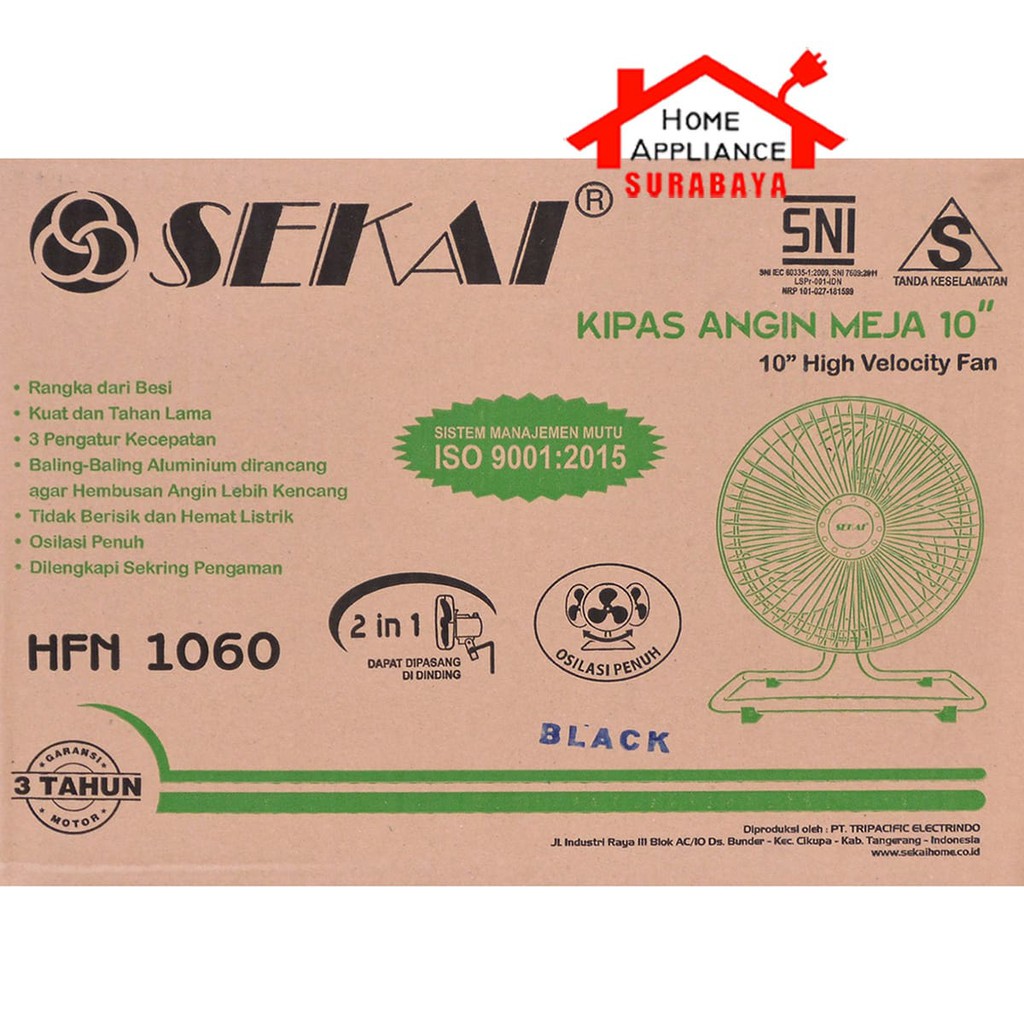 HOME
APPLIANCE
SURABAYA
SEKAI ®
SNI
SNI IEC 60335-1:2009, SNI 7609:2011
LSPr-001-IDN
NRP 101-027-181599
S
TANDA KESELAMATAN
KIPAS ANGIN MEJA 10"
10” High Velocity Fan
• Rangka dari Besi
• Kuat dan Tahan Lama
• 3 Pengatur Kecepatan
• Baling-Baling Aluminium dirancang
agar Hembusan Angin Lebih Kencang
• Tidak Berisik dan Hemat Listrik
• Osilasi Penuh
• Dilengkapi Sekring Pengaman
SISTEM MANAJEMEN MUTU
ISO 9001:2015
SEKAI
HFN 1060
2 in 1
DAPAT DIPASANG
DI DINDING
OSILASI PENUH
BLACK
GARANSI
3 TAHUN
MOTOR
Diproduksi oleh : PT. TRIPACIFIC ELECTRINDO
Jl. Industri Raya III Blok AC/10 Ds. Bunder - Kec. Cikupa - Kab. Tangerang - Indonesia
www.sekaihome.co.id